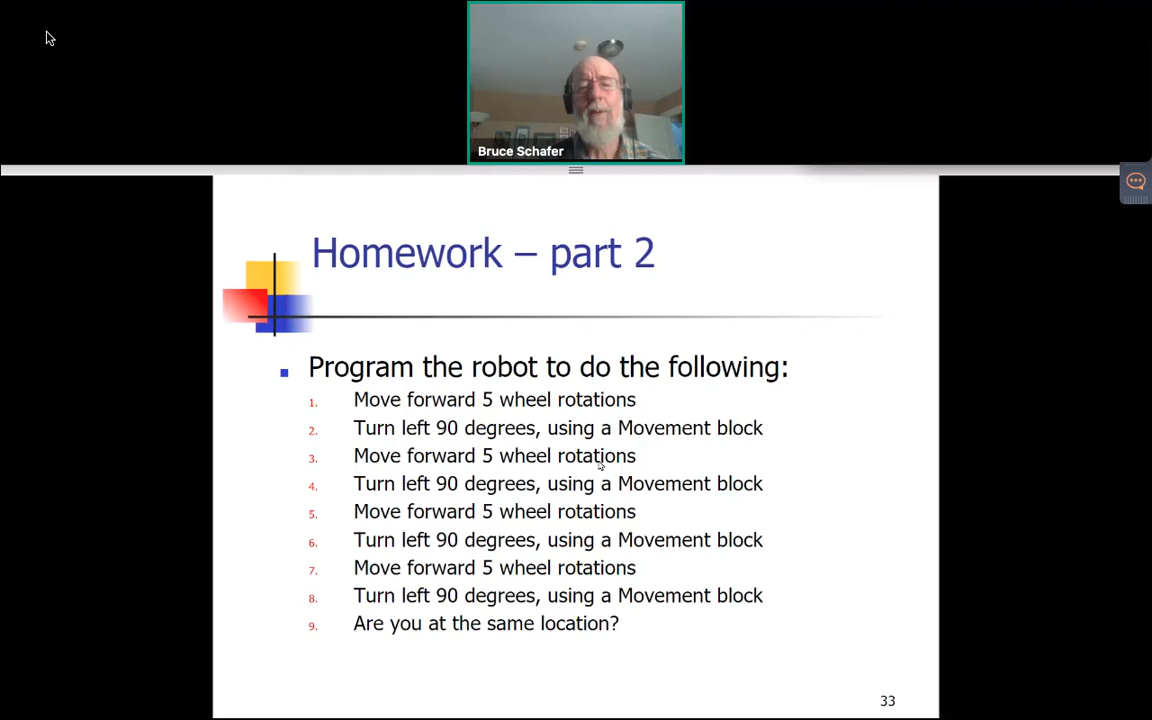 Bruce Schafer
Homework – part 2
Program the robot to do the following:
1. Move forward 5 wheel rotations
2. Turn left 90 degrees, using a Movement block
3. Move forward 5 wheel rotations
4. Turn left 90 degrees, using a Movement block
5. Move forward 5 wheel rotations
6. Turn left 90 degrees, using a Movement block
7. Move forward 5 wheel rotations
8. Turn left 90 degrees, using a Movement block
9. Are you at the same location?
33